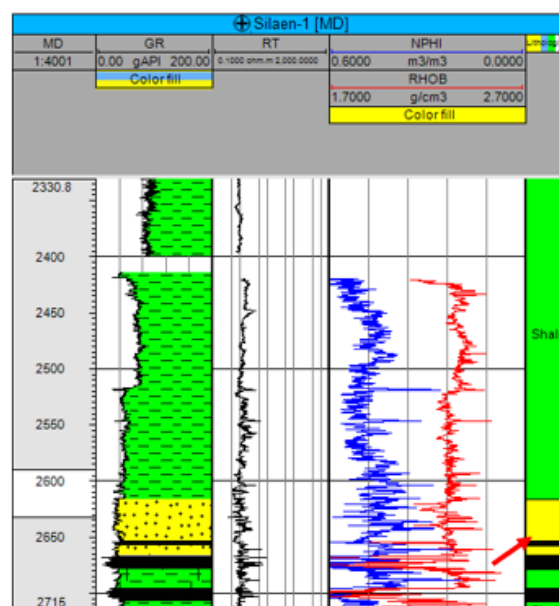 Silaen-1 [MD]
MD GR RT NPHI Lithology
1:4001 0.00 gAPI 200.00 0.1000 ohm.m 2,000.0000 0.6000 m3/m3 0.0000
Color fill RHOB
1.7000 g/cm3 2.7000
Color fill
2330.8
2400
2450
2500
Shal
2550
2600
2650
2715